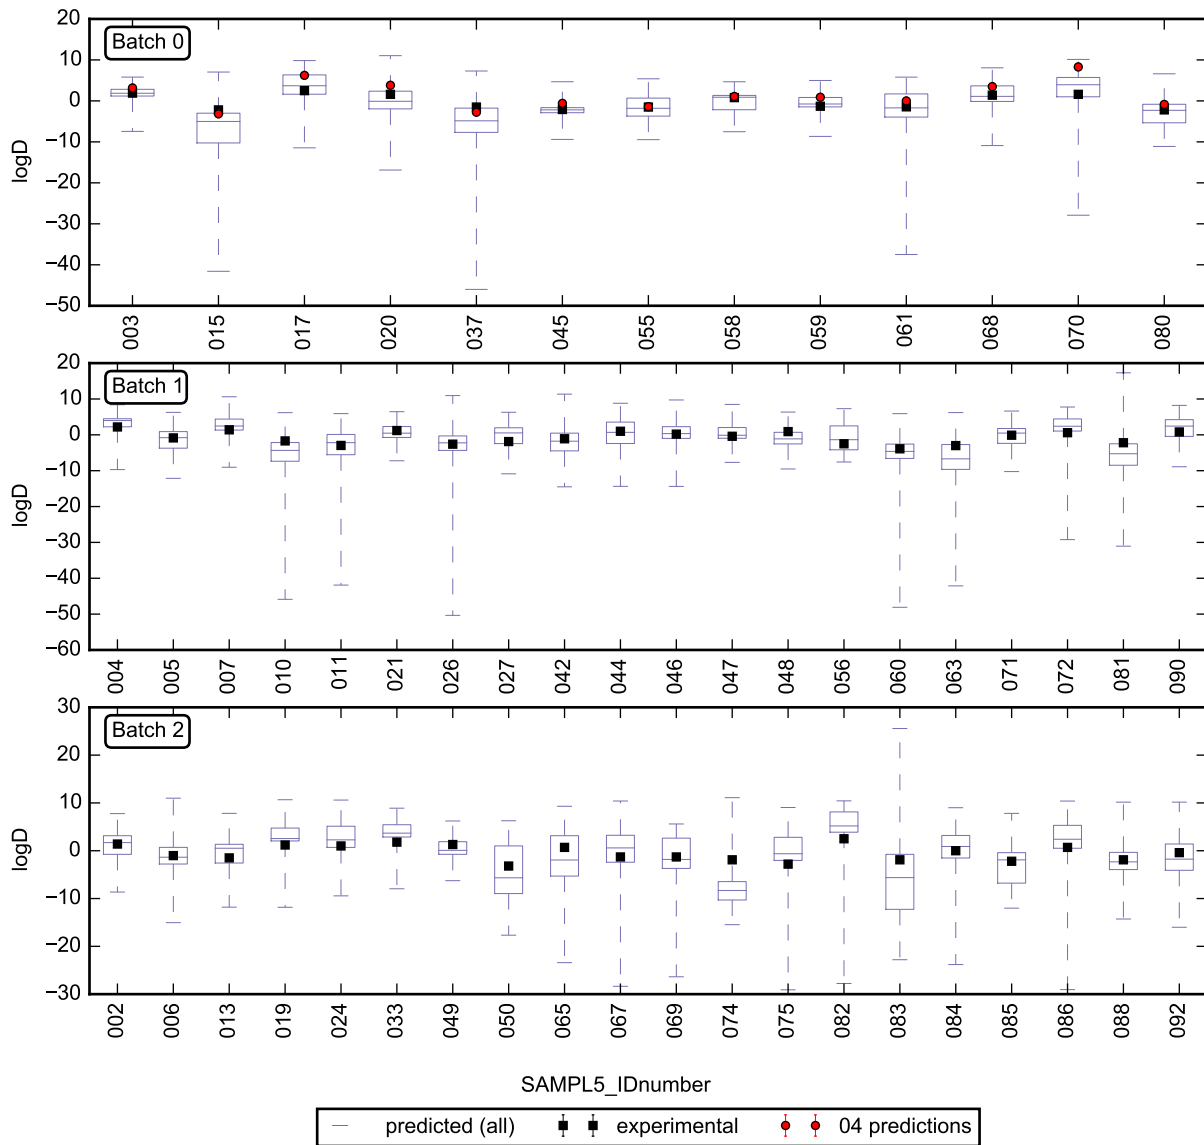 20
Batch 0
10
0
−10
−20
−30
−40
−50
logD
003 015 017 020 037 045 055 058 059 061 068 070 080
20
Batch 1
10
0
−10
−20
−30
−40
−50
−60
logD
004 005 007 010 011 021 026 027 042 044 046 047 048 056 060 063 071 072 081 090
30
Batch 2
20
10
0
−10
−20
−30
logD
002 006 013 019 024 033 049 050 065 067 069 074 075 082 083 084 085 086 088 092
SAMPL5_IDnumber
predicted (all) experimental 04 predictions